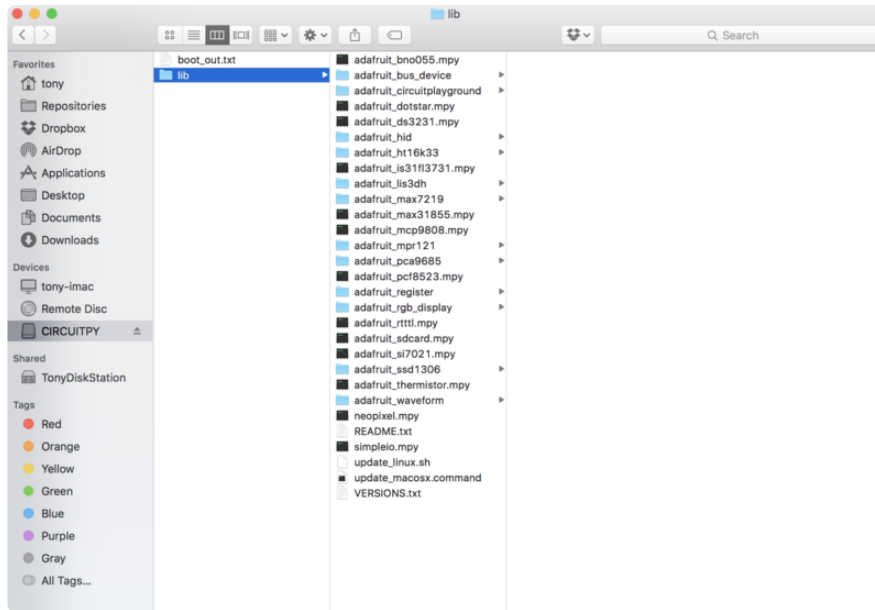 lib
Search
Favorites
tony
Repositories
Dropbox
AirDrop
Applications
Desktop
Documents
Downloads
Devices
tony-imac
Remote Disc
CIRCUITPY
Shared
TonyDiskStation
Tags
Red
Orange
Yellow
Green
Blue
Purple
Gray
All Tags...
boot_out.txt
lib
adafruit_bno055.mpy
adafruit_bus_device
adafruit_circuitplayground
adafruit_dotstar.mpy
adafruit_ds3231.mpy
adafruit_hid
adafruit_ht16k33
adafruit_is31fl3731.mpy
adafruit_lis3dh
adafruit_max7219
adafruit_max31855.mpy
adafruit_mcp9808.mpy
adafruit_mpr121
adafruit_pca9685
adafruit_pcf8523.mpy
adafruit_register
adafruit_rgb_display
adafruit_rtttl.mpy
adafruit_sdcard.mpy
adafruit_si7021.mpy
adafruit_ssd1306
adafruit_thermistor.mpy
adafruit_waveform
neopixel.mpy
README.txt
simpleio.mpy
update_linux.sh
update_macosx.command
VERSIONS.txt